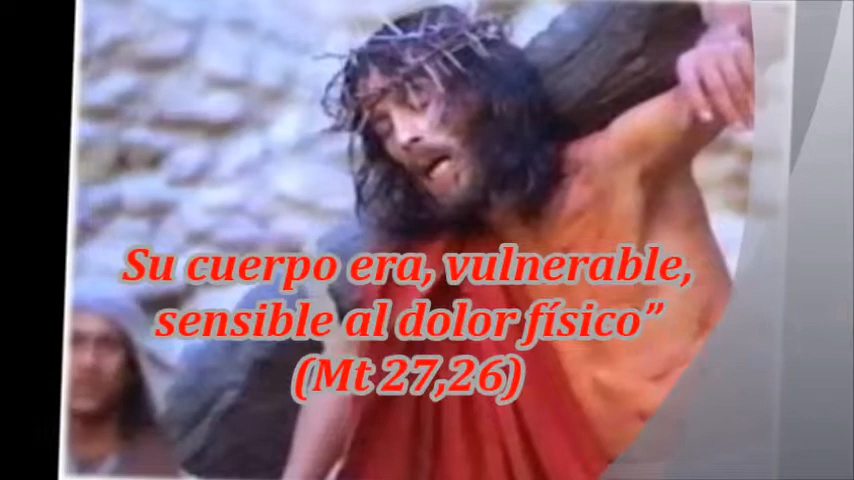 Su cuerpo era, vulnerable,
sensible al dolor físico”
(Mt 27,26)